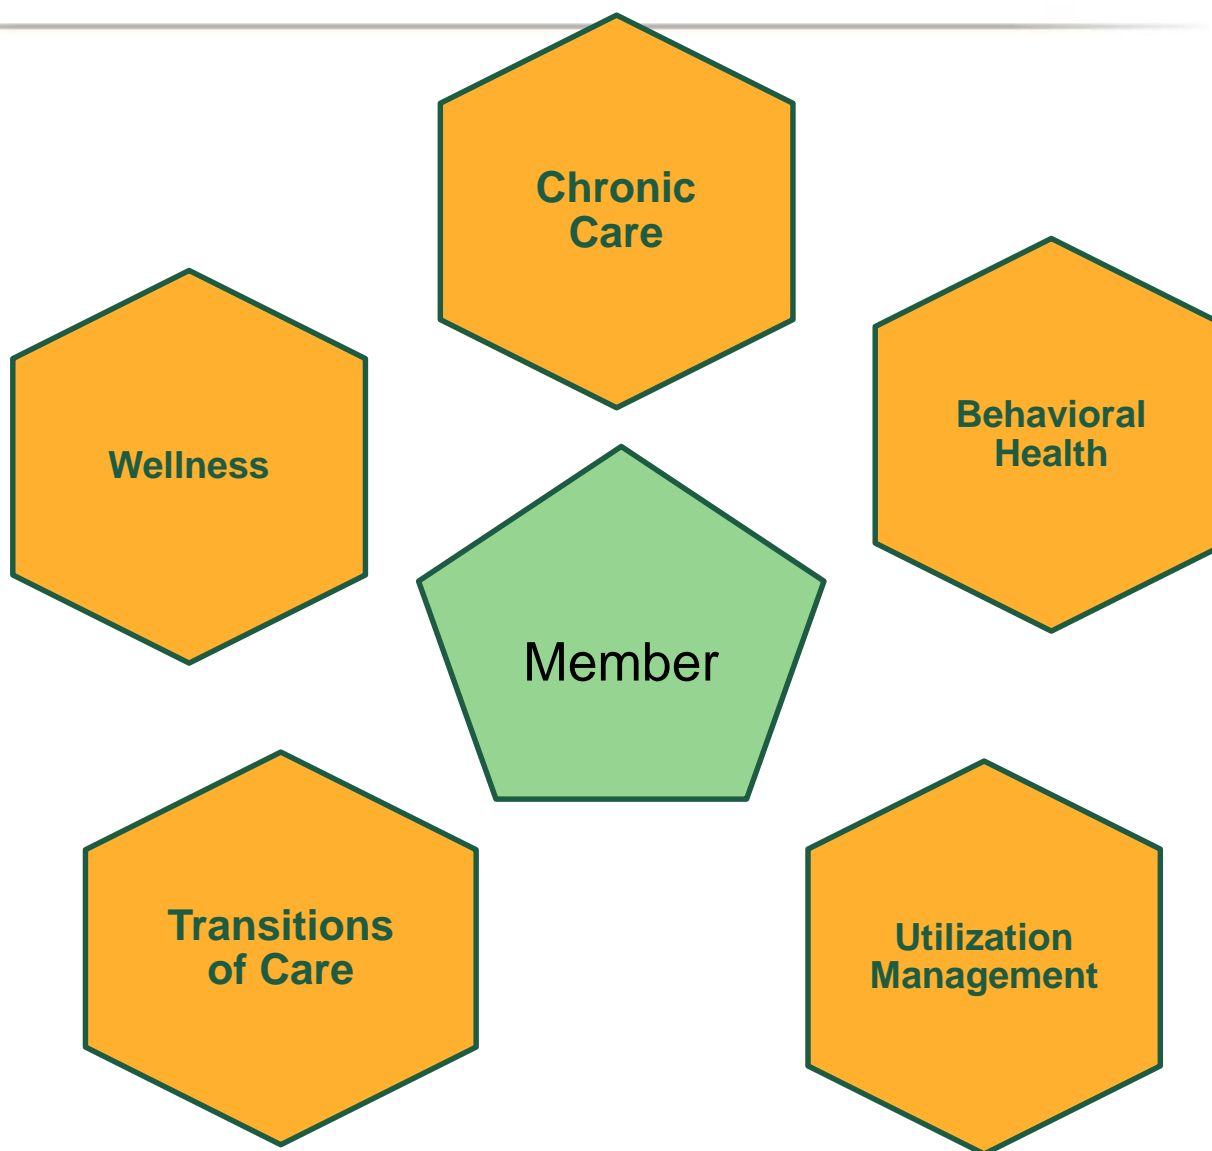 Chronic
Care
Behavioral
Health
Wellness
Member
Transitions
of Care
Utilization
Management